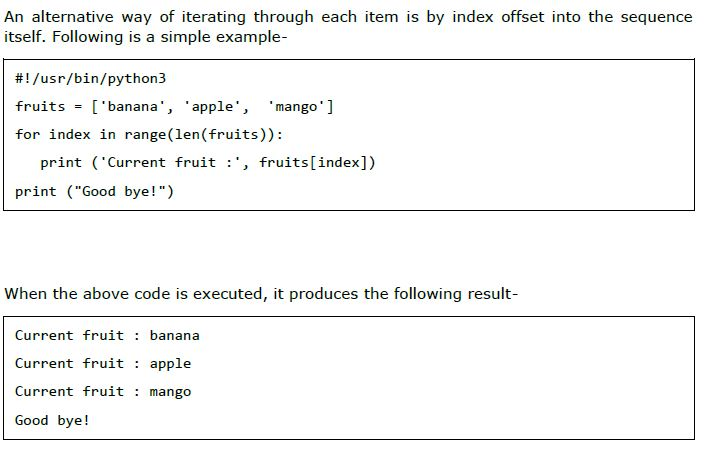 An alternative way of iterating through each item is by index offset into the sequence
itself. Following is a simple example-
#!/usr/bin/python3
fruits = ['banana', 'apple',  'mango']
for index in range(len(fruits)):
   print ('Current fruit :', fruits[index])
print ("Good bye!")
When the above code is executed, it produces the following result-
Current fruit : banana
Current fruit : apple
Current fruit : mango
Good bye!